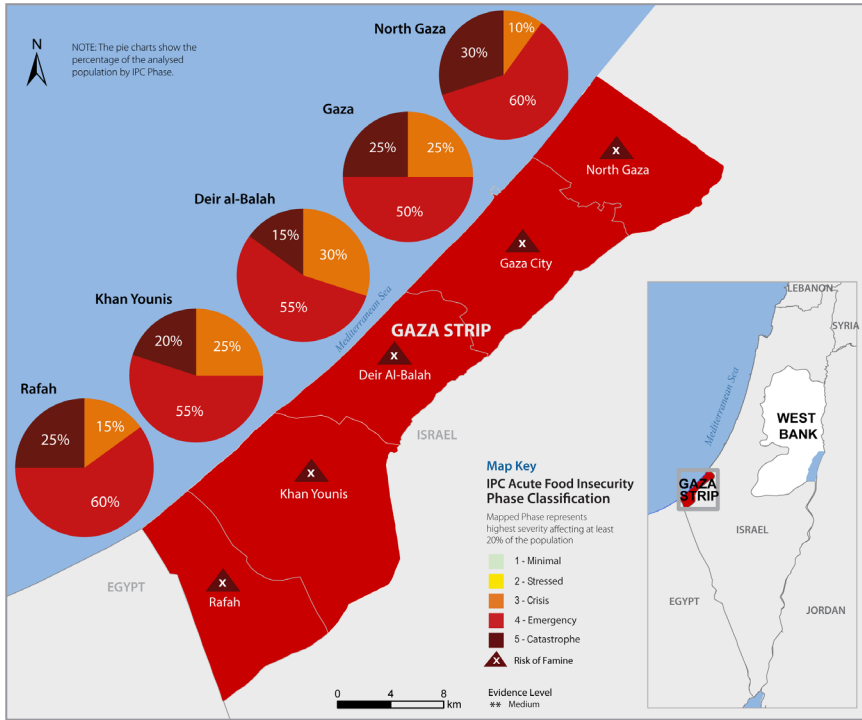 N
NOTE: The pie charts show the
percentage of the analysed
population by IPC Phase.
North Gaza
30%
10%
60%
Gaza
25%
25%
50%
Deir al-Balah
15%
30%
55%
Khan Younis
20%
25%
55%
Rafah
25%
15%
60%
x
North Gaza
x
Gaza City
Mediterranean Sea
GAZA STRIP
x
Deir Al-Balah
ISRAEL
x
Khan Younis
EGYPT
x
Rafah
Map Key
IPC Acute Food Insecurity
Phase Classification
Mapped Phase represents
highest severity affecting at least
20% of the population
1 - Minimal
2 - Stressed
3 - Crisis
4 - Emergency
5 - Catastrophe
x Risk of Famine
Evidence Level
** Medium
0 4 8
km
LEBANON
SYRIA
Mediterranean Sea
WEST
BANK
GAZA
STRIP
ISRAEL
EGYPT
JORDAN